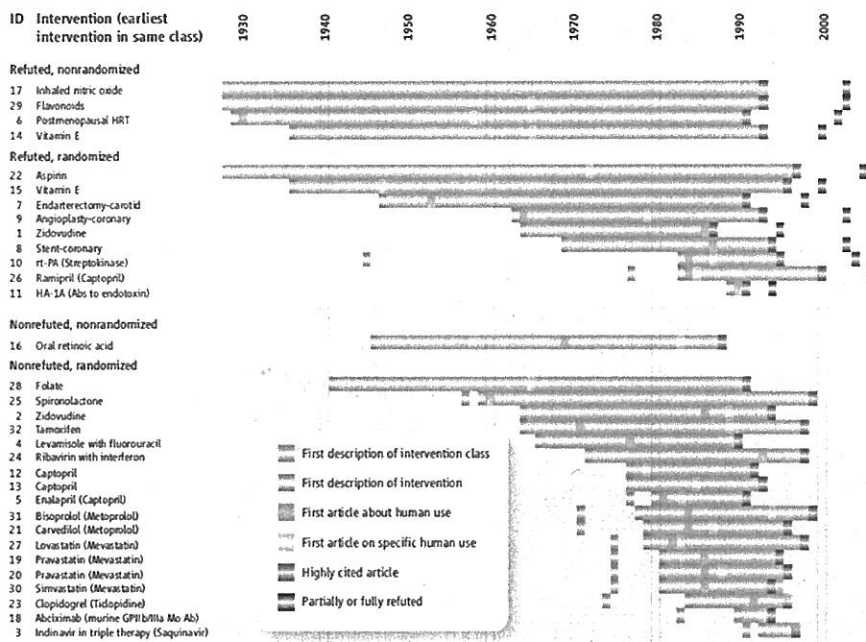 ID Intervention (earliest
intervention in same class)
1930 1940 1950 1960 1970 1980 1990 2000
Refuted, nonrandomized
17 Inhaled nitric oxide
29 Flavonoids
6 Postmenopausal HRT
14 Vitamin E
Refuted, randomized
22 Aspirin
15 Vitamin E
7 Endarterectomy-carotid
9 Angioplasty-coronary
1 Zidovudine
8 Stent-coronary
10 rt-PA (Streptokinase)
26 Ramipril (Captopril)
11 HA-1A (Abs to endotoxin)
Nonrefuted, nonrandomized
16 Oral retinoic acid
Nonrefuted, randomized
28 Folate
25 Spironolactone
2 Zidovudine
32 Tamoxifen
4 Levamisole with fluorouracil
24 Ribavirin with interferon
12 Captopril
13 Captopril
5 Enalapril (Captopril)
31 Bisoprolol (Metoprolol)
21 Carvedilol (Metoprolol)
27 Lovastatin (Mevastatin)
19 Pravastatin (Mevastatin)
20 Pravastatin (Mevastatin)
30 Simvastatin (Mevastatin)
23 Clopidogrel (Tidopidine)
18 Abciximab (murine GPIIb/IIIa Mo Ab)
3 Indinavir in triple therapy (Saquinavir)
First description of intervention class
First description of intervention
First article about human use
First article on specific human use
Highly cited article
Partially or fully refuted